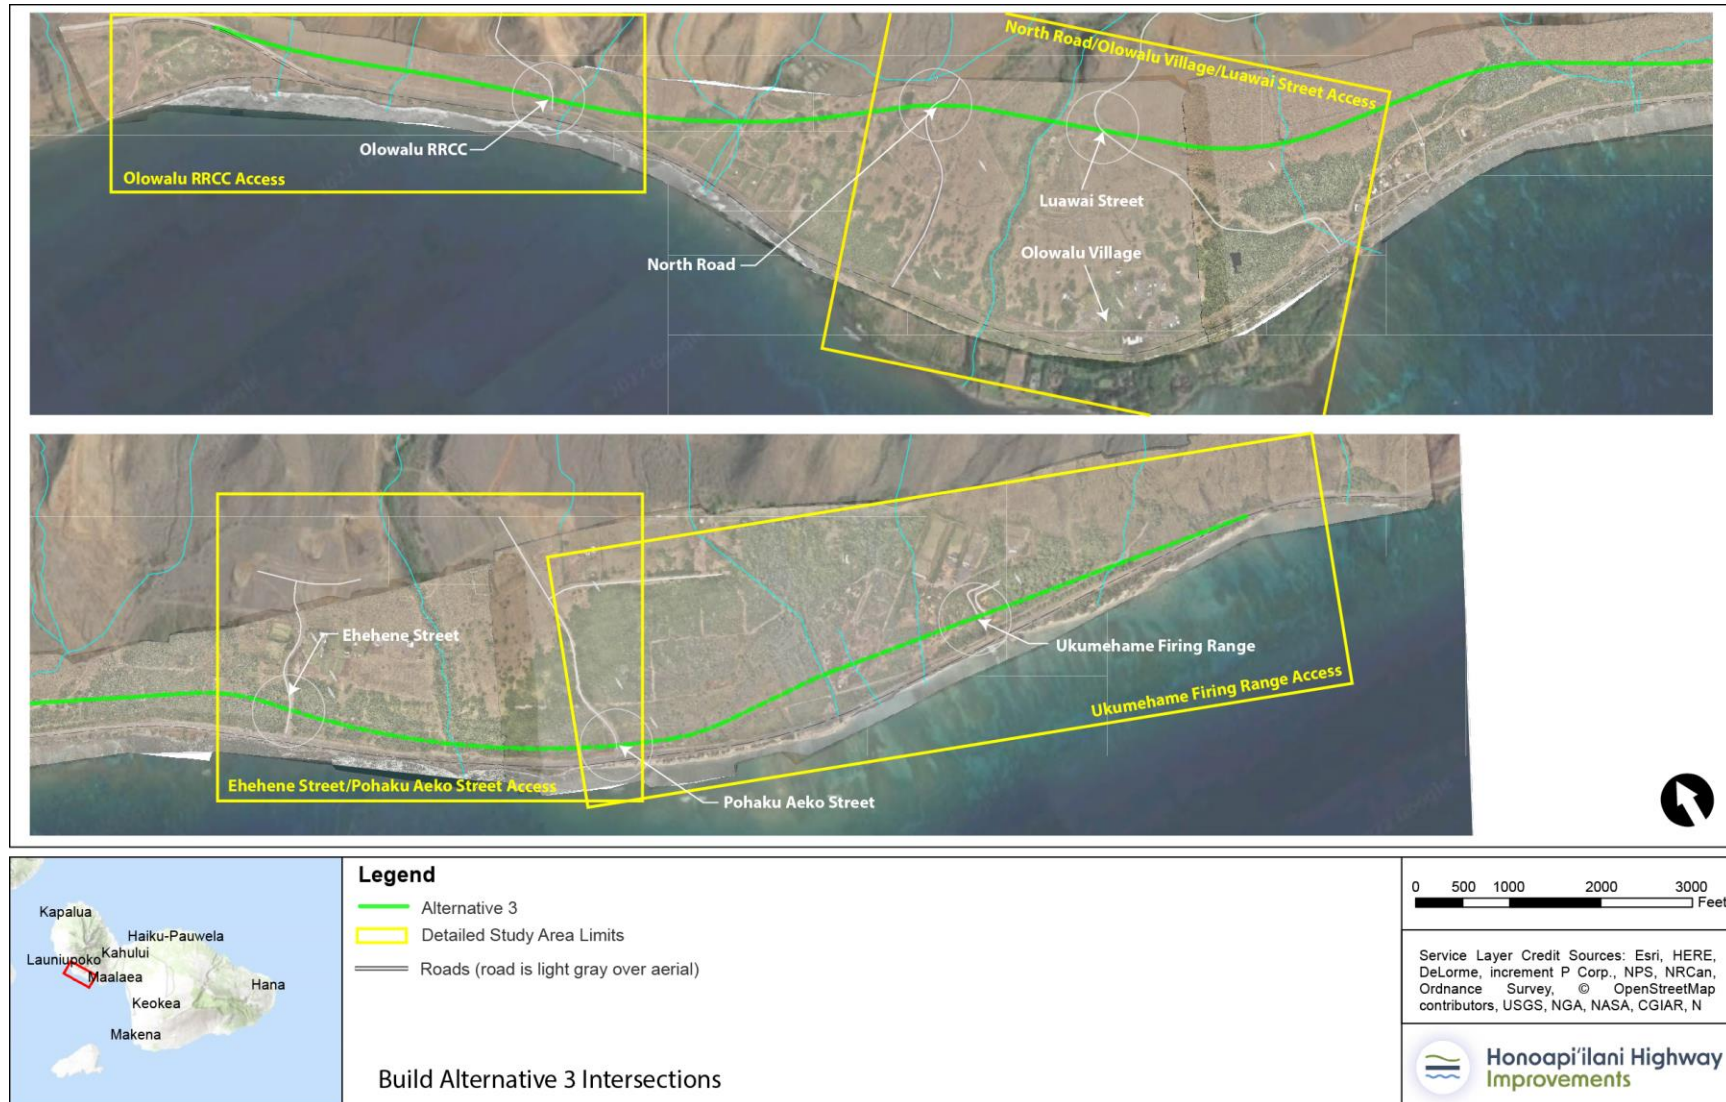 North Road/Olowalu Village/Luawai Street Access
Olowalu RRCC
Olowalu RRCC Access
Luawai Street
Olowalu Village
North Road
Ehehene Street
Ukumehame Firing Range
Ukumehame Firing Range Access
Ehehene Street/Pohaku Aeko Street Access
Pohaku Aeko Street
Kapalua
Haiku-Pauwela
Kahului
Launiupoko
Maalaea
Hana
Keokea
Makena
Legend
Alternative 3
Detailed Study Area Limits
Roads (road is light gray over aerial)
Build Alternative 3 Intersections
0 500 1000 2000 3000
Feet
Service Layer Credit Sources: Esri, HERE,
DeLorme, increment P Corp., NPS, NRCan,
Ordnance Survey, © OpenStreetMap
contributors, USGS, NGA, NASA, CGIAR, N
Honoapi'ilani Highway
Improvements